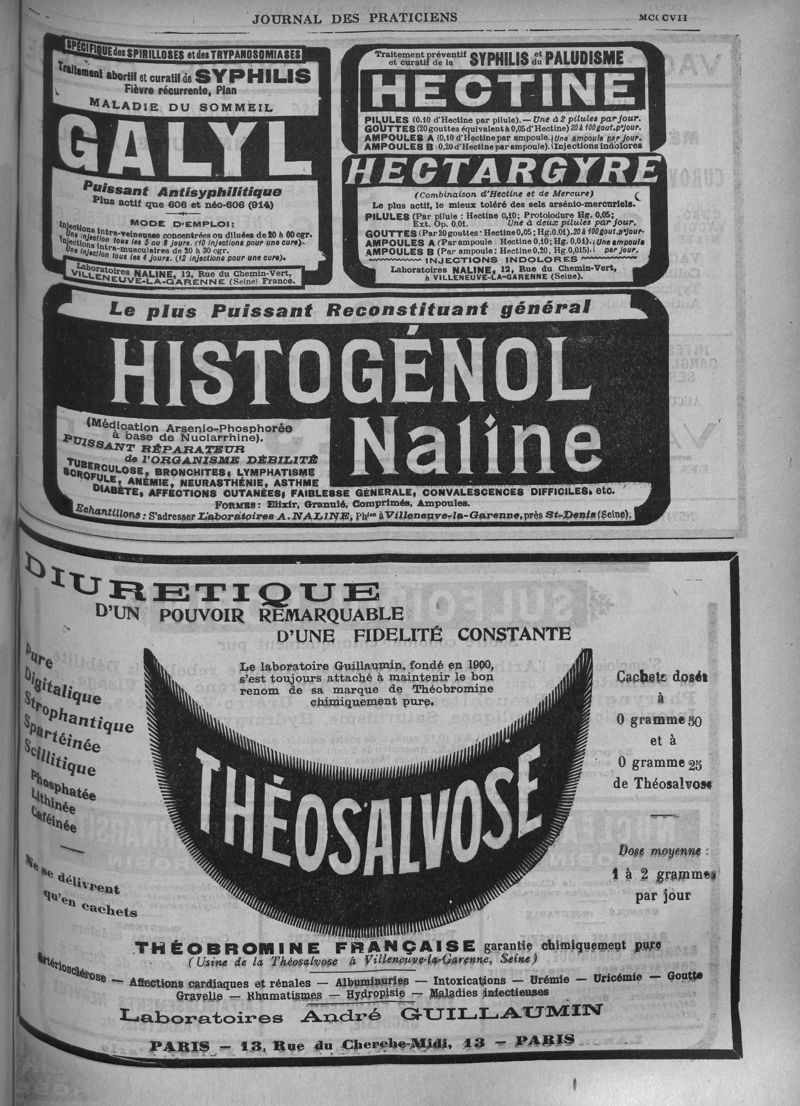 JOURNAL DES PRATICIENS
SPÉCIFIQUE des SPIRILLOSES et des TRYPANOSOMIASES
Traitement abortif et curatif de SYPHILIS
Fièvre récurrente, Pian
MALADIE DU SOMMEIL
GALYL
Puissant Antisyphilitique
Plus actif que 606 et néo-606 (914)
MODE D'EMPLOI:
Injections intra-veineuses concentrées ou diluées de 20 à 60 cgr.
Une injection tous les 5 ou 8 jours. (10 injections pour une cure).
Injections intra-musculaires de 20 à 30 cgr.
Une injection tous les 4 jours. (12 injections pour une cure).
Laboratoires NALINE, 12, Rue du Chemin-Vert,
VILLENEUVE-LA-GARENNE (Seine) France.
Traitement préventif et curatif de la SYPHILIS et du PALUDISME
HECTINE
PILULES (0.10 d'Hectine par pilule). — Une à 2 pilules par jour.
GOUTTES (20 gouttes équivalent à 0,05 d'Hectine) 20 à 100 gout. p' jour.
AMPOULES A (0,10 d'Hectine par ampoule). Une ampoule par jour.
AMPOULES B (0,20 d'Hectine par ampoule). Injections indolores
HECTARGYRE
(Combinaison d'Hectine et de Mercure)
Le plus actif, le mieux toléré des sels arsénio-mercuriels.
PILULES (Par pilule : Hectine 0,10; Protoiodure Hg. 0,05;
Ext. Op. 0,01. Une à deux pilules par jour.
GOUTTES (Par 20 gouttes : Hectine 0,05; Hg. 0.01). 20 à 100 gout. p' jour.
AMPOULES A (Par ampoule : Hectine 0,10; Hg. 0,01). Une ampoule
AMPOULES B (Par ampoule : Hectine 0.20, Hg. 0,015). par jour.
INJECTIONS INDOLORES
Laboratoires NALINE, 12, Rue du Chemin-Vert,
à VILLENEUVE-LA-GARENNE (Seine).
Le plus Puissant Reconstituant général
HISTOGÉNOL
Naline
(Médication Arsenio-Phosphorée
à base de Nuclarrhine).
PUISSANT RÉPARATEUR
de l'ORGANISME DÉBILITÉ
TUBERCULOSE, BRONCHITES, LYMPHATISME
SCROFULE, ANÉMIE, NEURASTHÉNIE, ASTHME
DIABÈTE, AFFECTIONS CUTANÉES, FAIBLESSE GÉNÉRALE, CONVALESCENCES DIFFICILES, etc.
FORMES: Elixir, Granulé, Comprimés, Ampoules.
Echantillons : S'adresser Laboratoires A. NALINE, Phien à Villeneuve-la-Garenne, près St-Denis (Seine).
DIURETIQUE
D'UN POUVOIR REMARQUABLE
D'UNE FIDELITÉ CONSTANTE
Le laboratoire Guillaumin, fondé en 1900,
s'est toujours attaché à maintenir le bon
renom de sa marque de Théobromine
chimiquement pure.
Pure
Digitalique
Strophantique
Spartéinée
Scillitique
Phosphatée
Lithinée
Caféinée
Ne se délivrent
qu'en cachets
THÉOSALVOSE
Cachets dosés
à
0 gramme 50
et à
0 gramme 25
de Théosalvose
Dose moyenne :
1 à 2 grammes
par jour
THÉOBROMINE FRANÇAISE garantie chimiquement pure
(Usine de la Théosalvose à Villeneuve-la-Garenne, Seine)
Artériosclérose — Affections cardiaques et rénales — Albuminuries — Intoxications — Urémie — Uricémie — Goutte
Gravelle — Rhumatismes — Hydropisie — Maladies infectieuses
Laboratoires André GUILLAUMIN
PARIS — 13, Rue du Cherche-Midi, 13 — PARIS